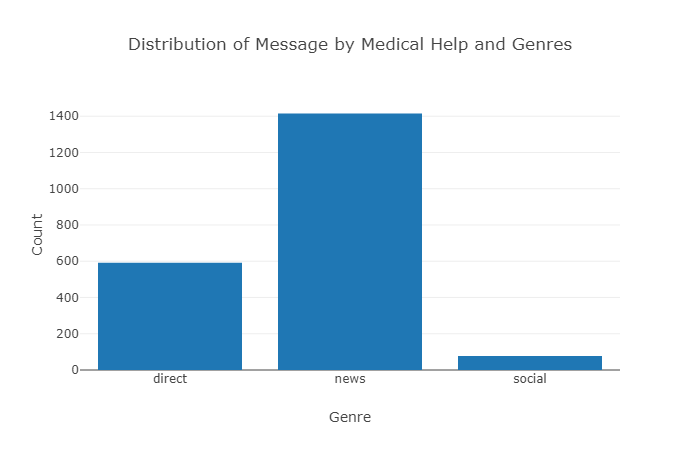 Distribution of Message by Medical Help and Genres
1400
1200
1000
800
600
400
200
0
Count
direct news social
Genre